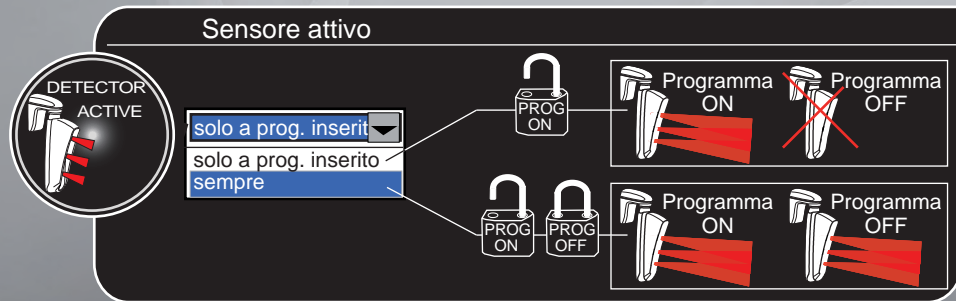 Sensore attivo
DETECTOR
ACTIVE
solo a prog. inserit
solo a prog. inserito
sempre
PROG
ON
Programma
ON
Programma
OFF
PROG
ON
PROG
OFF
Programma
ON
Programma
OFF